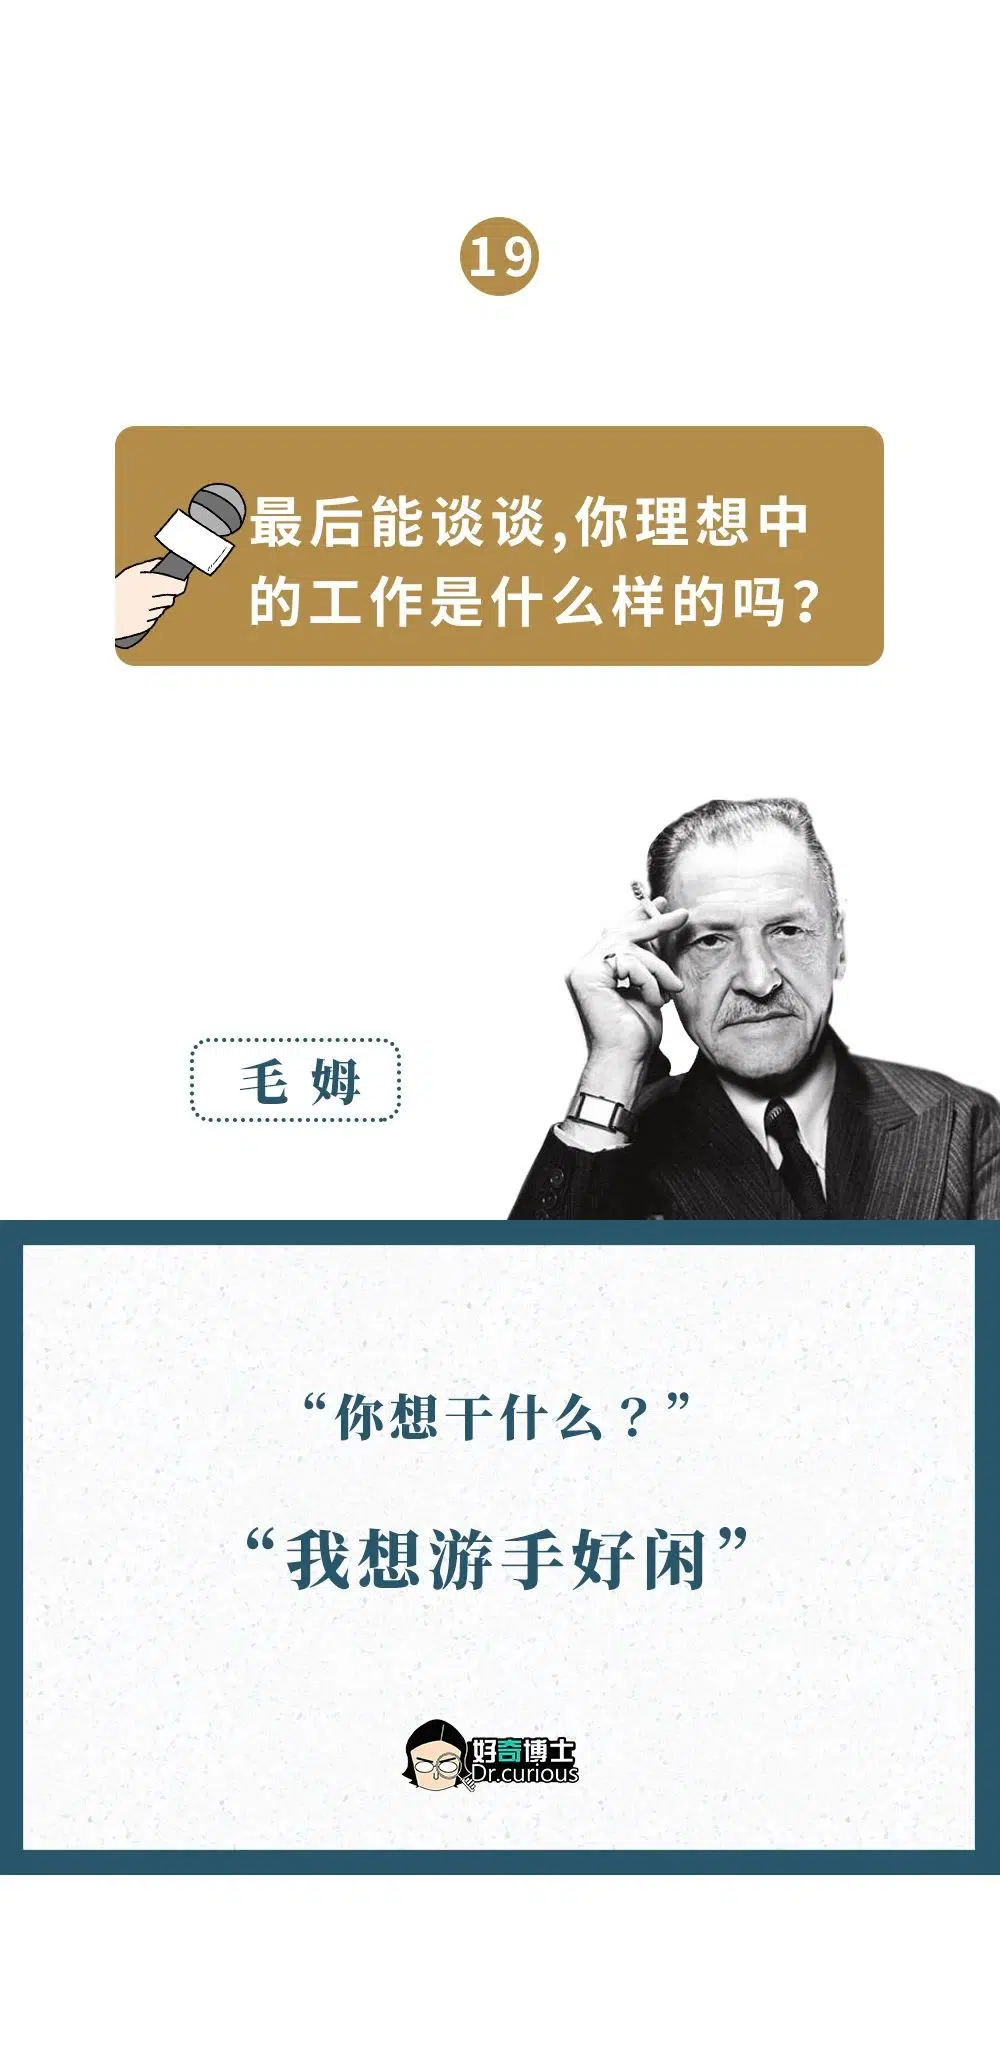 19
最后能谈谈,你理想中
的工作是什么样的吗？
毛姆
“你想干什么？”
“我想游手好闲”
好奇博士
Dr.curious